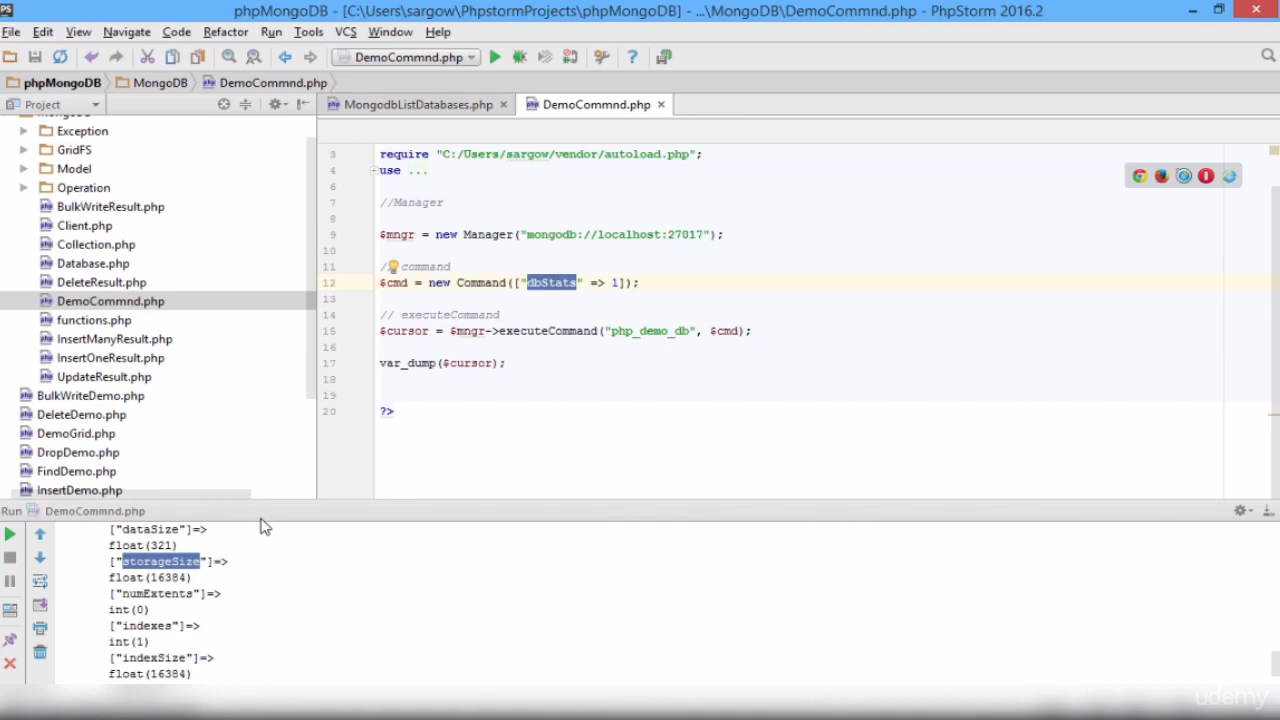 PS
phpMongoDB - [C:\Users\sargow\PhpstormProjects\phpMongoDB] - ...\MongoDB\DemoCommnd.php - PhpStorm 2016.2
File Edit View Navigate Code Refactor Run Tools VCS Window Help
DemoCommnd.php
phpMongoDB MongoDB DemoCommnd.php
Project
MongodbListDatabases.php DemoCommnd.php
Exception
GridFS
Model
Operation
BulkWriteResult.php
Client.php
Collection.php
Database.php
DeleteResult.php
DemoCommnd.php
functions.php
InsertManyResult.php
InsertOneResult.php
UpdateResult.php
BulkWriteDemo.php
DeleteDemo.php
DemoGrid.php
DropDemo.php
FindDemo.php
InsertDemo.php
3 require "C:/Users/sargow/vendor/autoload.php";
4 use ...
6
7 //Manager
8
9 $mngr = new Manager("mongodb://localhost:27017");
10
11 / command
12 $cmd = new Command(["dbStats" => 1]);
13
14 // executeCommand
15 $cursor = $mngr->executeCommand("php_demo_db", $cmd);
16
17 var_dump($cursor);
18
19
20 ?>
Run DemoCommnd.php
["dataSize"]=>
float(321)
["storageSize"]=>
float(16384)
["numExtents"]=>
int(0)
["indexes"]=>
int(1)
["indexSize"]=>
float(16384)
udemy